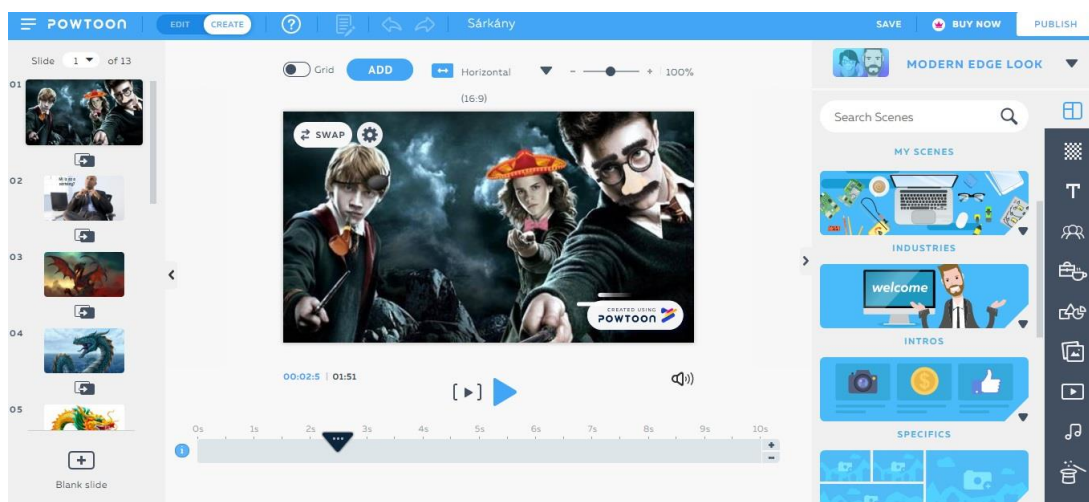 POWTOON
EDIT
CREATE
?
Sárkány
SAVE
BUY NOW
PUBLISH
Slide 1 of 13
01
02
03
04
05
Blank slide
Grid
ADD
Horizontal
(16:9)
- + 100%
SWAP
CREATED USING
POWTOON
00:02:5 | 01:51
0s 1s 2s 3s 4s 5s 6s 7s 8s 9s 10s
1
+
-
MODERN EDGE LOOK
Search Scenes
MY SCENES
INDUSTRIES
welcome
INTROS
SPECIFICS
T